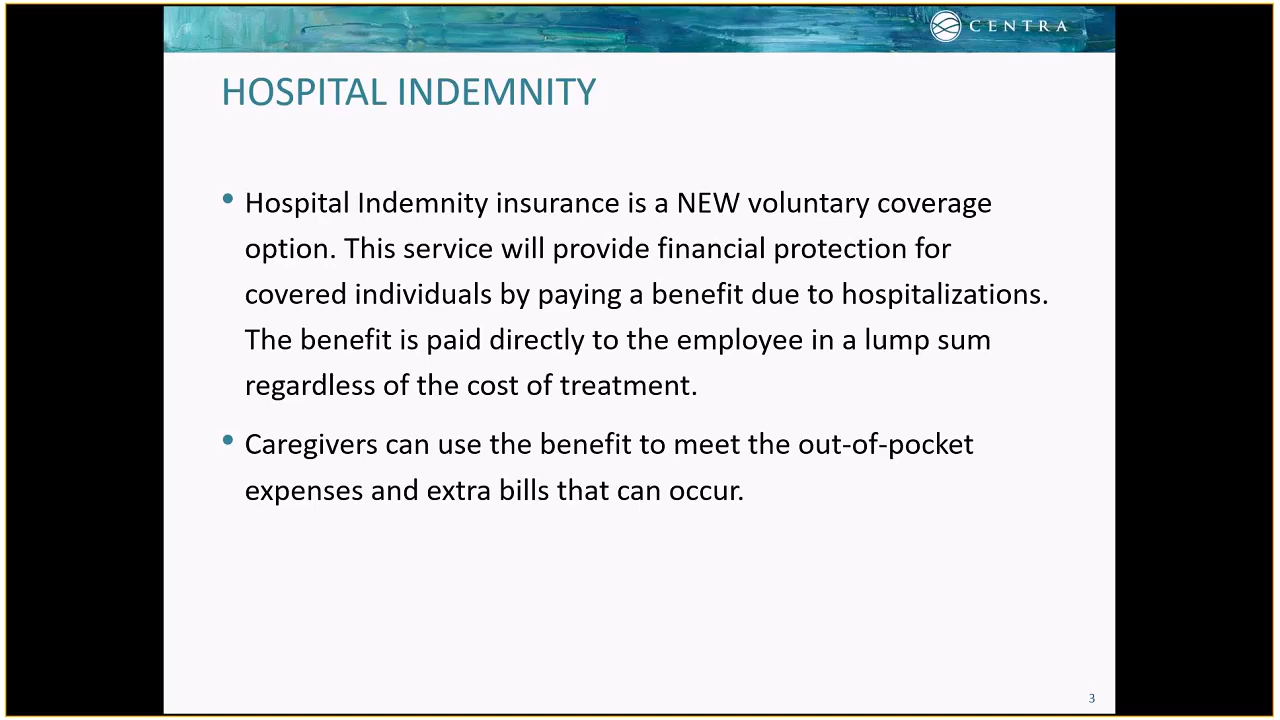 CENTRA
HOSPITAL INDEMNITY
• Hospital Indemnity insurance is a NEW voluntary coverage
option. This service will provide financial protection for
covered individuals by paying a benefit due to hospitalizations.
The benefit is paid directly to the employee in a lump sum
regardless of the cost of treatment.
• Caregivers can use the benefit to meet the out-of-pocket
expenses and extra bills that can occur.
3